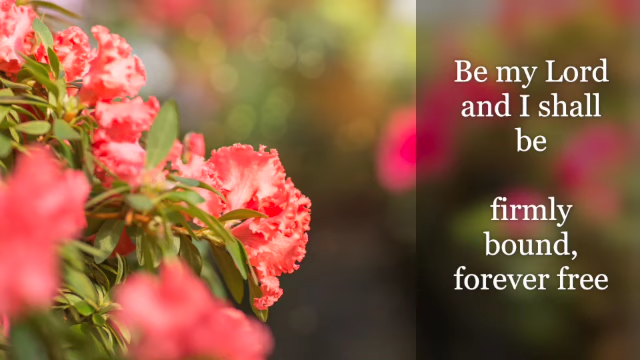 Be my Lord
and I shall
be
firmly
bound,
forever free